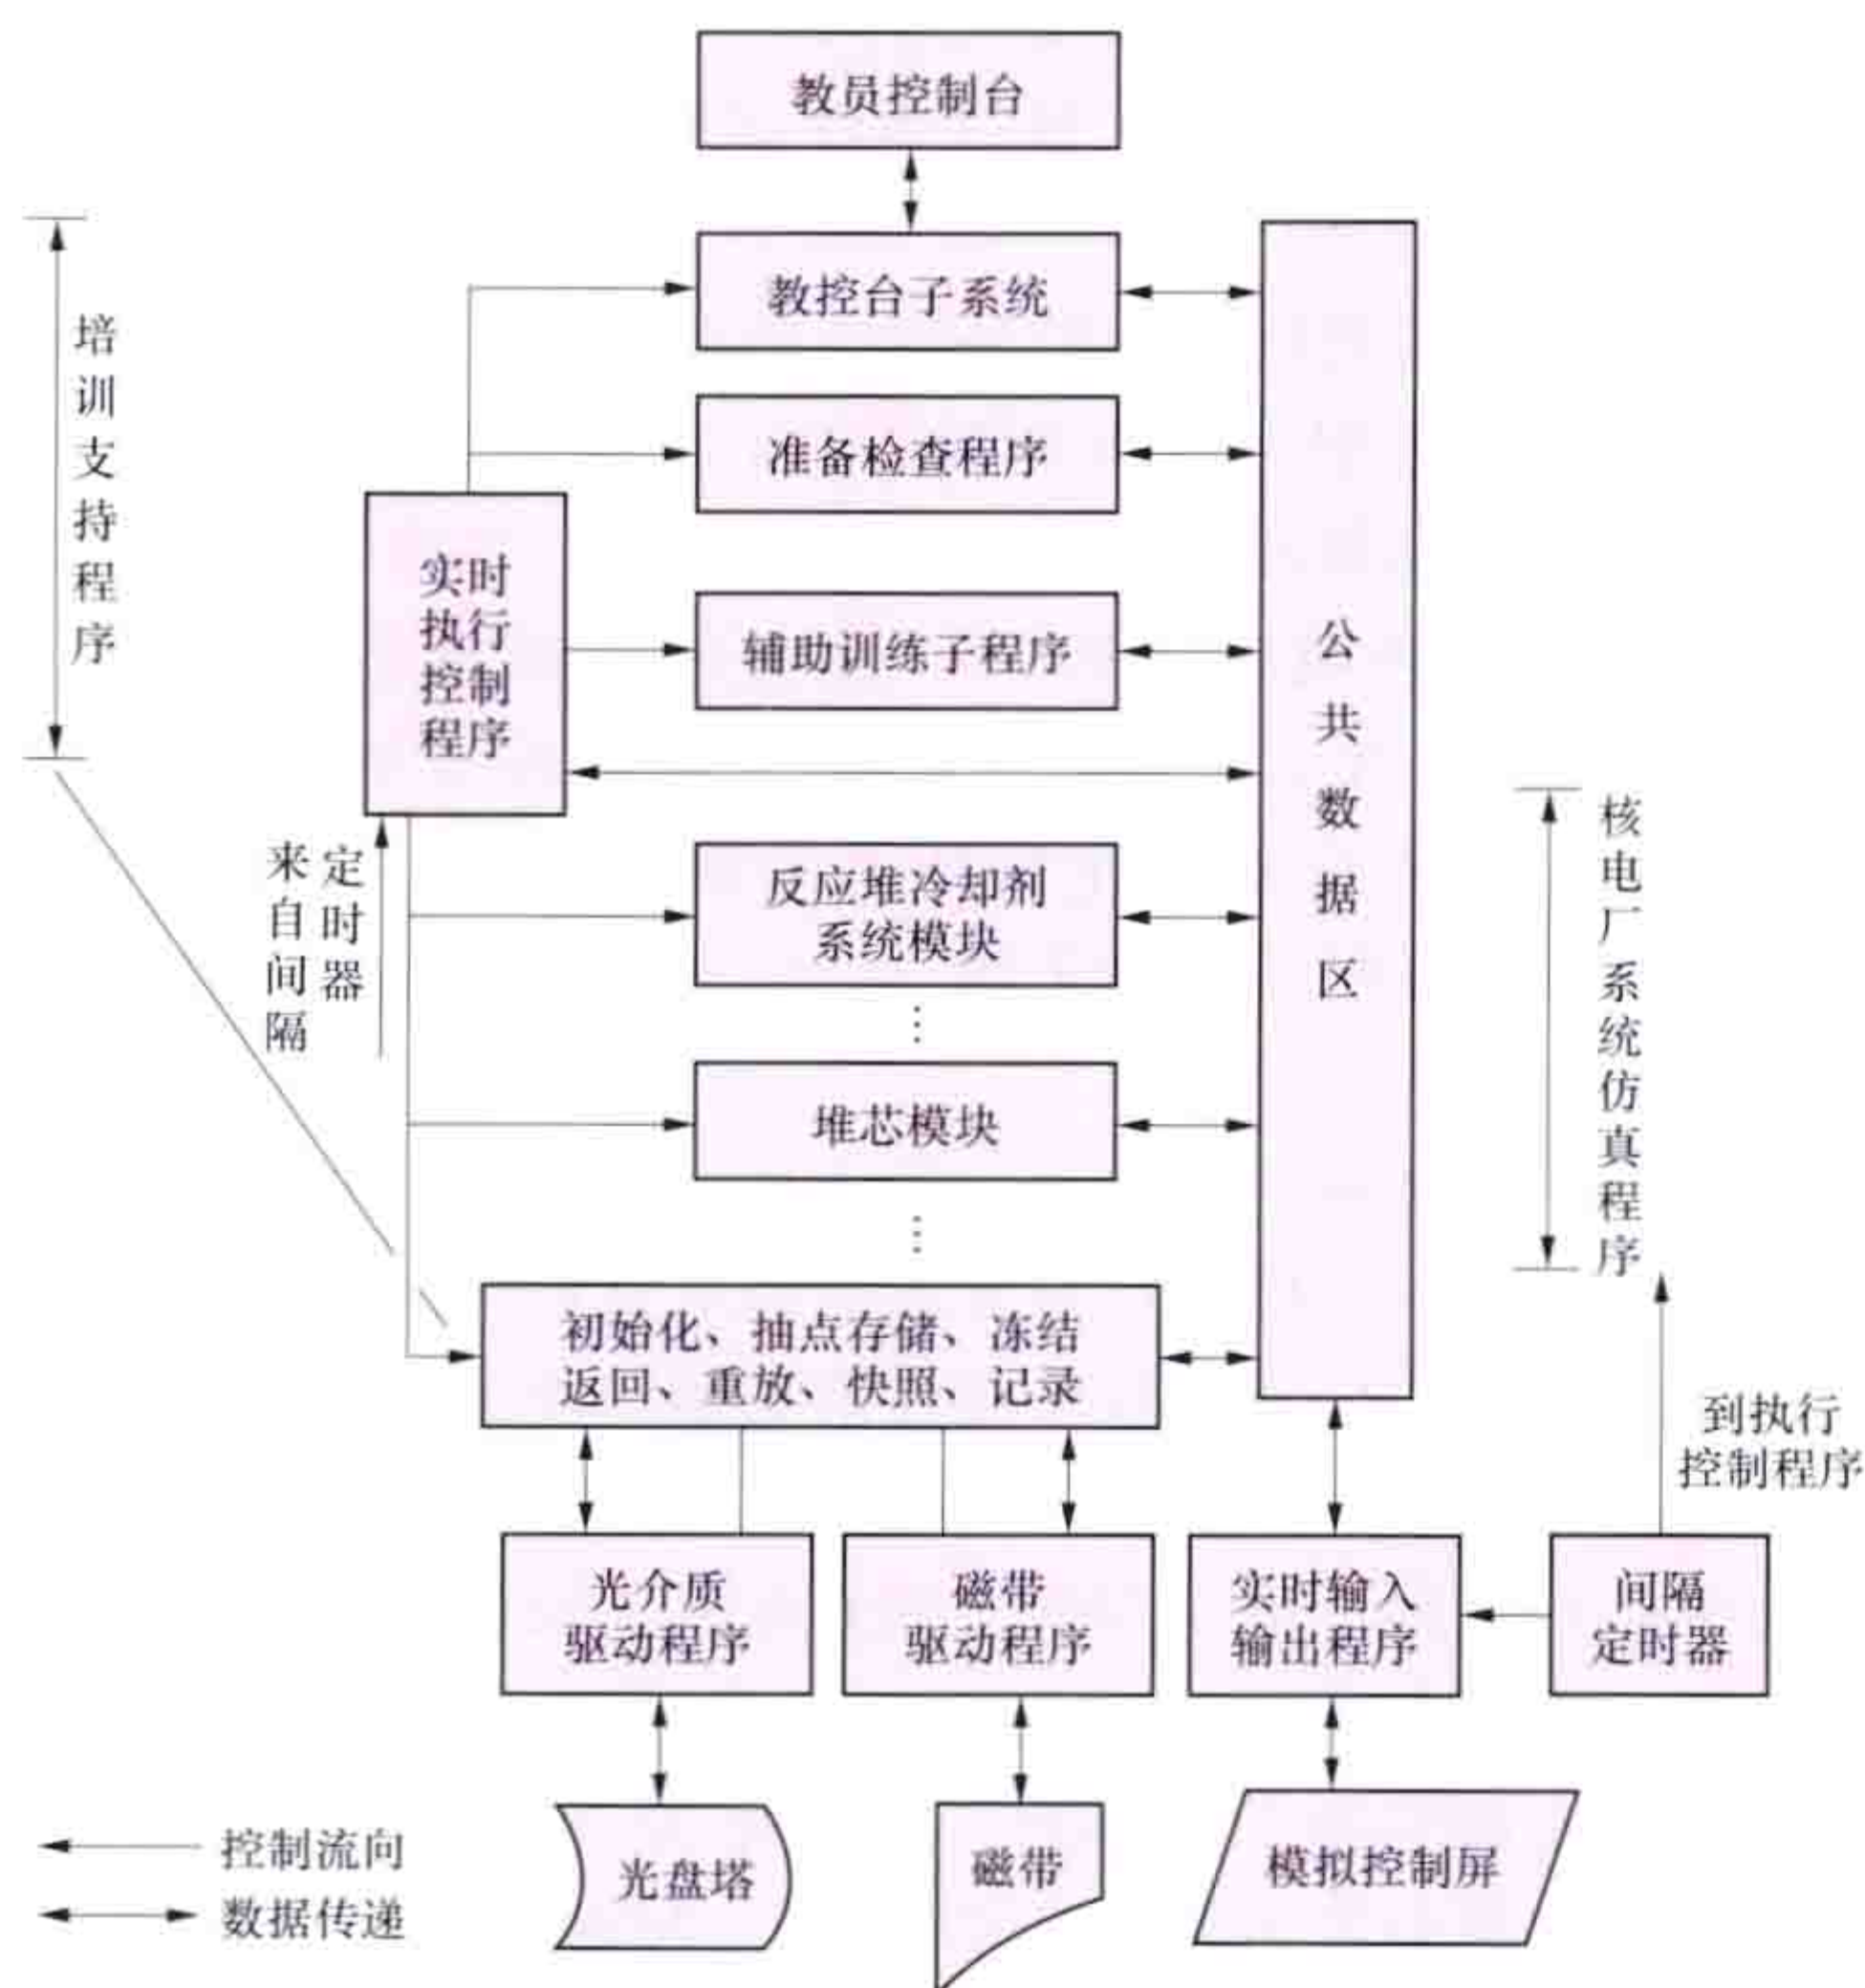 教员控制台
教控台子系统
准备检查程序
辅助训练子程序
培训支持程序
实时
执行
控制
程序
公共数据区
来自间隔
定时器
反应堆冷却剂
系统模块
⋮
堆芯模块
⋮
核电厂系统仿真程序
初始化、抽点存储、冻结
返回、重放、快照、记录
到执行
控制程序
光介质
驱动程序
磁带
驱动程序
实时输入
输出程序
间隔
定时器
光盘塔
磁带
模拟控制屏
控制流向
数据传递